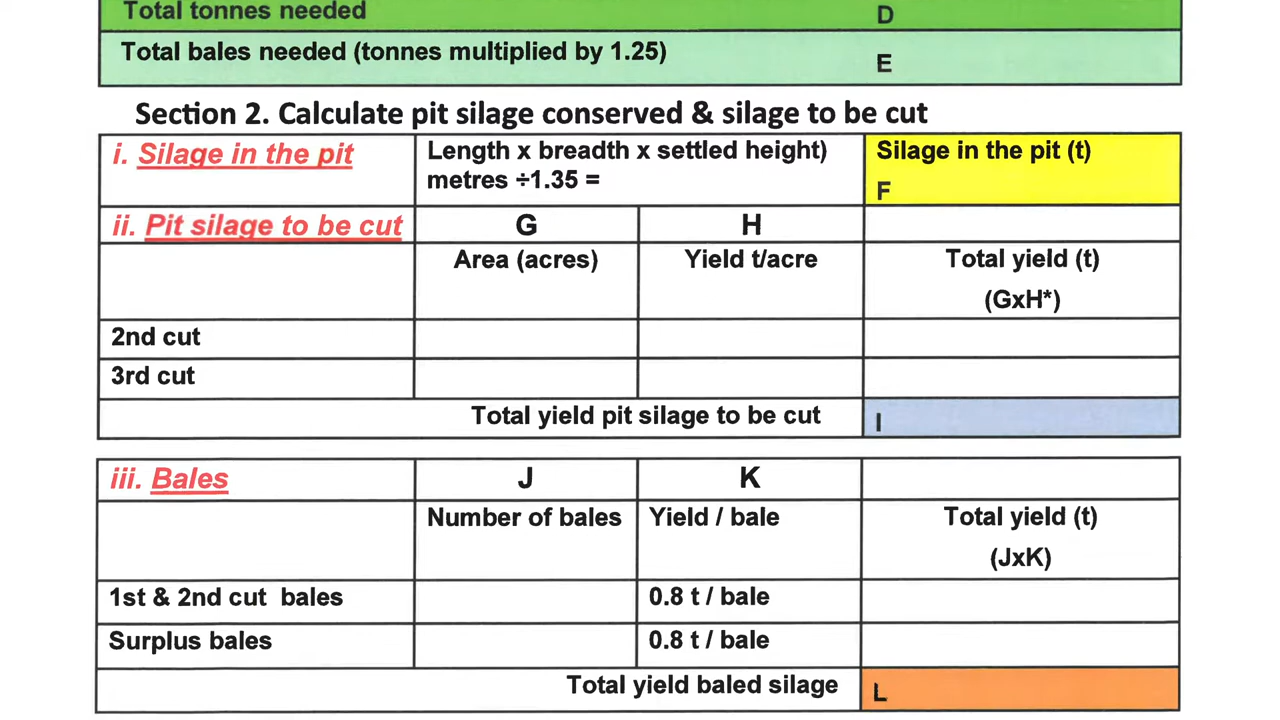 Total tonnes needed D
Total bales needed (tonnes multiplied by 1.25) E
Section 2. Calculate pit silage conserved & silage to be cut
i. Silage in the pit Length x breadth x settled height) Silage in the pit (t)
metres ÷1.35 = F
ii. Pit silage to be cut G H
Area (acres) Yield t/acre Total yield (t)
(GxH*)
2nd cut
3rd cut
Total yield pit silage to be cut I
iii. Bales J K
Number of bales Yield / bale Total yield (t)
(JxK)
1st & 2nd cut bales 0.8 t / bale
Surplus bales 0.8 t / bale
Total yield baled silage L